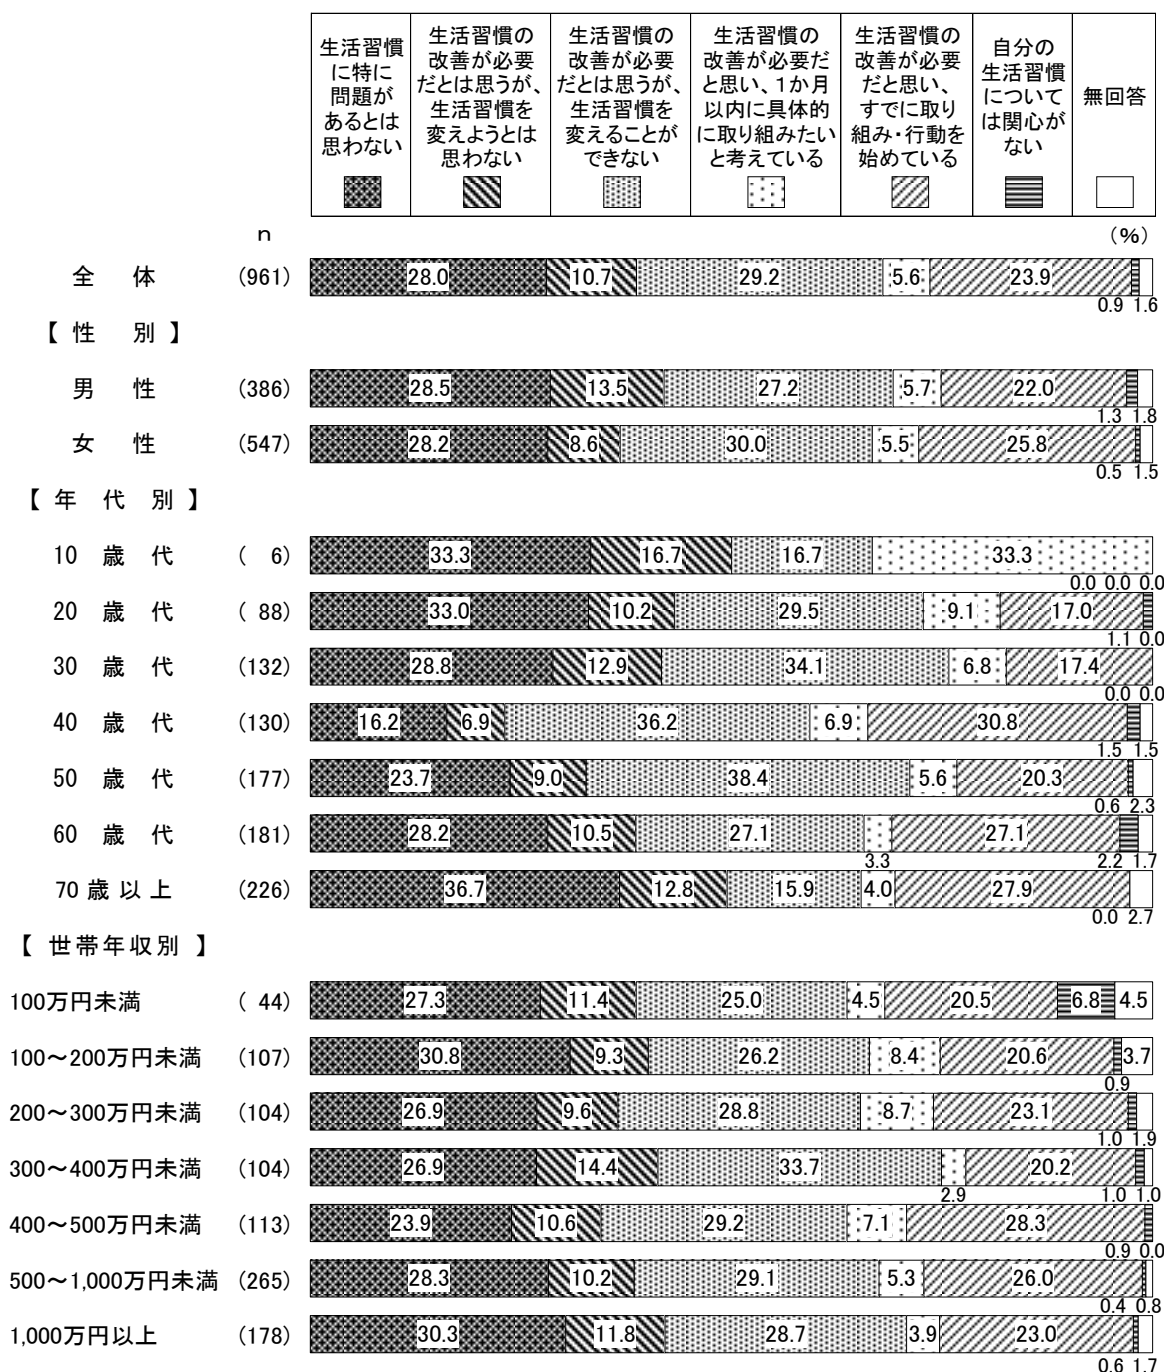 生活習慣
に特に
問題が
あるとは
思わない
生活習慣の
改善が必要
だとは思うが、
生活習慣を
変えようとは
思わない
生活習慣の
改善が必要
だとは思うが、
生活習慣を
変えることが
できない
生活習慣の
改善が必要だ
と思い、1か月
以内に具体的
に取り組みたい
と考えている
生活習慣の
改善が必要
だと思い、
すでに取り
組み・行動を
始めている
自分の
生活習慣
について
は関心が
ない
無回答
n (%)
全 体 (961) 28.0 10.7 29.2 5.6 23.9 0.9 1.6
【 性 別 】
男 性 (386) 28.5 13.5 27.2 5.7 22.0 1.3 1.8
女 性 (547) 28.2 8.6 30.0 5.5 25.8 0.5 1.5
【 年 代 別 】
10 歳 代 ( 6) 33.3 16.7 16.7 33.3 0.0 0.0 0.0
20 歳 代 ( 88) 33.0 10.2 29.5 9.1 17.0 1.1 0.0
30 歳 代 (132) 28.8 12.9 34.1 6.8 17.4 0.0 0.0
40 歳 代 (130) 16.2 6.9 36.2 6.9 30.8 1.5 1.5
50 歳 代 (177) 23.7 9.0 38.4 5.6 20.3 0.6 2.3
60 歳 代 (181) 28.2 10.5 27.1 3.3 27.1 2.2 1.7
70 歳 以 上 (226) 36.7 12.8 15.9 4.0 27.9 0.0 2.7
【 世帯年収別 】
100万円未満 ( 44) 27.3 11.4 25.0 4.5 20.5 6.8 4.5
100～200万円未満 (107) 30.8 9.3 26.2 8.4 20.6 0.9 3.7
200～300万円未満 (104) 26.9 9.6 28.8 8.7 23.1 1.0 1.9
300～400万円未満 (104) 26.9 14.4 33.7 2.9 20.2 1.0 1.0
400～500万円未満 (113) 23.9 10.6 29.2 7.1 28.3 0.9 0.0
500～1,000万円未満 (265) 28.3 10.2 29.1 5.3 26.0 0.4 0.8
1,000万円以上 (178) 30.3 11.8 28.7 3.9 23.0 0.6 1.7